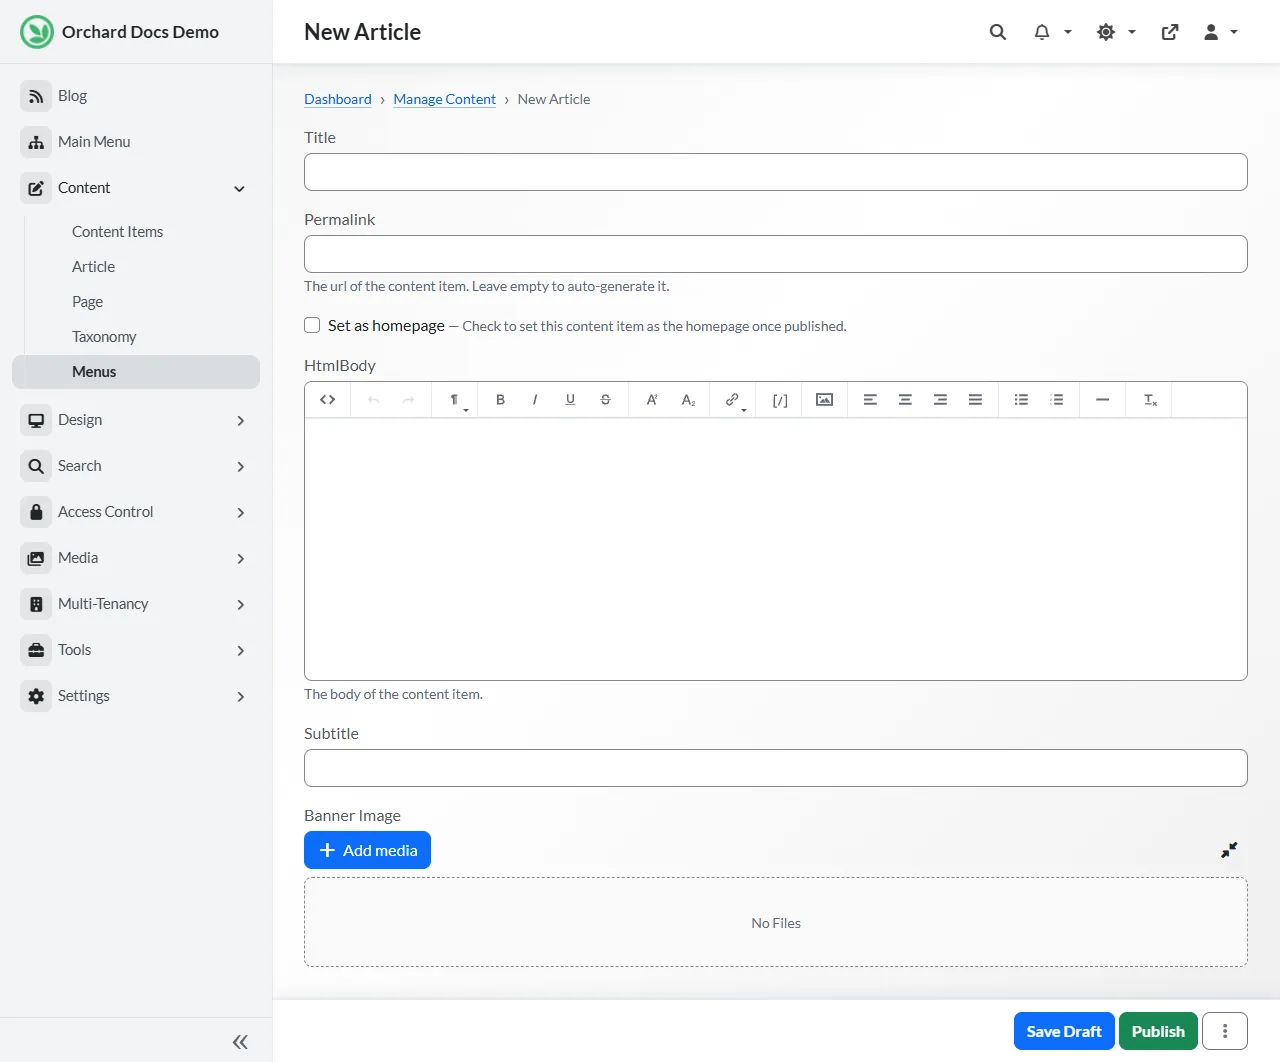 Orchard Docs Demo
New Article
Blog
Main Menu
Content
Content Items
Article
Page
Taxonomy
Menus
Design
Search
Access Control
Media
Multi-Tenancy
Tools
Settings
Dashboard › Manage Content › New Article
Title
Permalink
The url of the content item. Leave empty to auto-generate it.
Set as homepage — Check to set this content item as the homepage once published.
HtmlBody
The body of the content item.
Subtitle
Banner Image
Add media
No Files
Save Draft
Publish